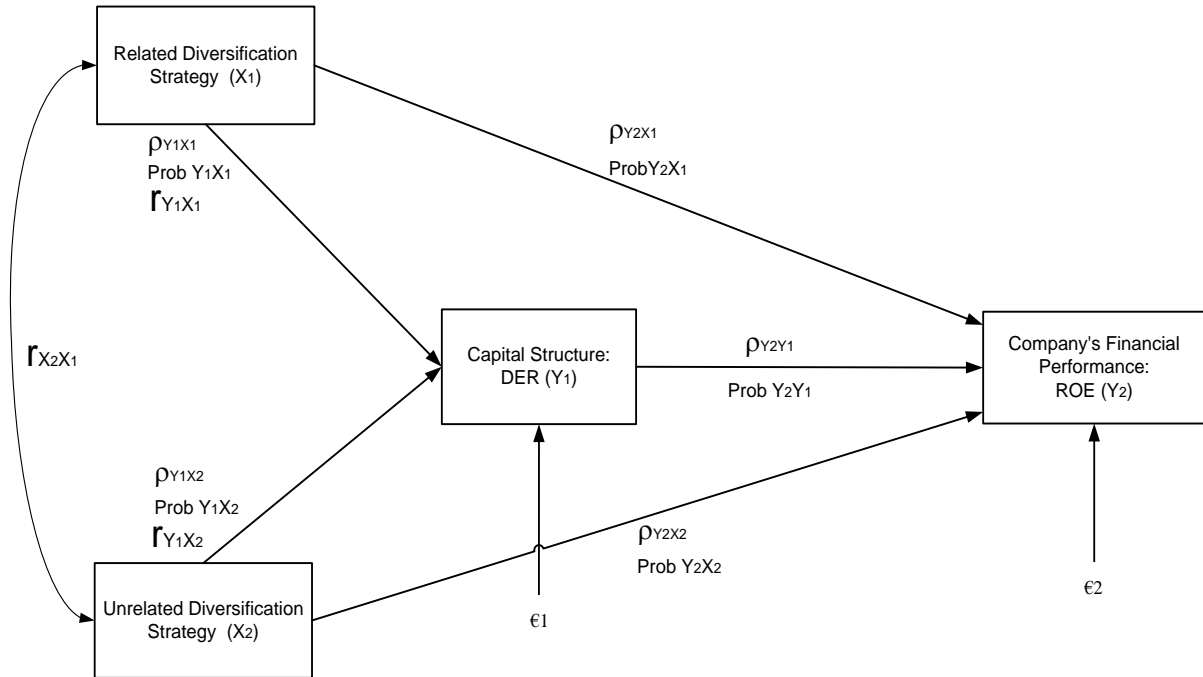 Related Diversification
Strategy (X1)
ρY1X1
Prob Y1X1
rY1X1
ρY2X1
ProbY2X1
rX2X1
Capital Structure:
DER (Y1)
ρY2Y1
Prob Y2Y1
Company's Financial
Performance:
ROE (Y2)
ρY1X2
Prob Y1X2
rY1X2
ρY2X2
Prob Y2X2
Unrelated Diversification
Strategy (X2)
€1
€2